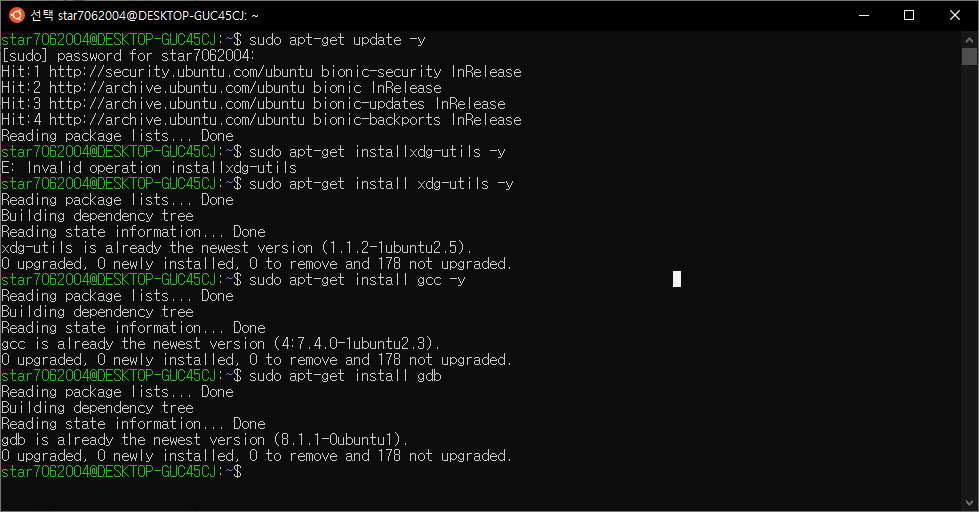 선택 star7062004@DESKTOP-GUC45CJ: ~
star7062004@DESKTOP-GUC45CJ:~$ sudo apt-get update -y
[sudo] password for star7062004:
Hit:1 http://security.ubuntu.com/ubuntu bionic-security InRelease
Hit:2 http://archive.ubuntu.com/ubuntu bionic InRelease
Hit:3 http://archive.ubuntu.com/ubuntu bionic-updates InRelease
Hit:4 http://archive.ubuntu.com/ubuntu bionic-backports InRelease
Reading package lists... Done
star7062004@DESKTOP-GUC45CJ:~$ sudo apt-get installxdg-utils -y
E: Invalid operation installxdg-utils
star7062004@DESKTOP-GUC45CJ:~$ sudo apt-get install xdg-utils -y
Reading package lists... Done
Building dependency tree
Reading state information... Done
xdg-utils is already the newest version (1.1.2-1ubuntu2.5).
0 upgraded, 0 newly installed, 0 to remove and 178 not upgraded.
star7062004@DESKTOP-GUC45CJ:~$ sudo apt-get install gcc -y
Reading package lists... Done
Building dependency tree
Reading state information... Done
gcc is already the newest version (4:7.4.0-1ubuntu2.3).
0 upgraded, 0 newly installed, 0 to remove and 178 not upgraded.
star7062004@DESKTOP-GUC45CJ:~$ sudo apt-get install gdb
Reading package lists... Done
Building dependency tree
Reading state information... Done
gdb is already the newest version (8.1.1-0ubuntu1).
0 upgraded, 0 newly installed, 0 to remove and 178 not upgraded.
star7062004@DESKTOP-GUC45CJ:~$